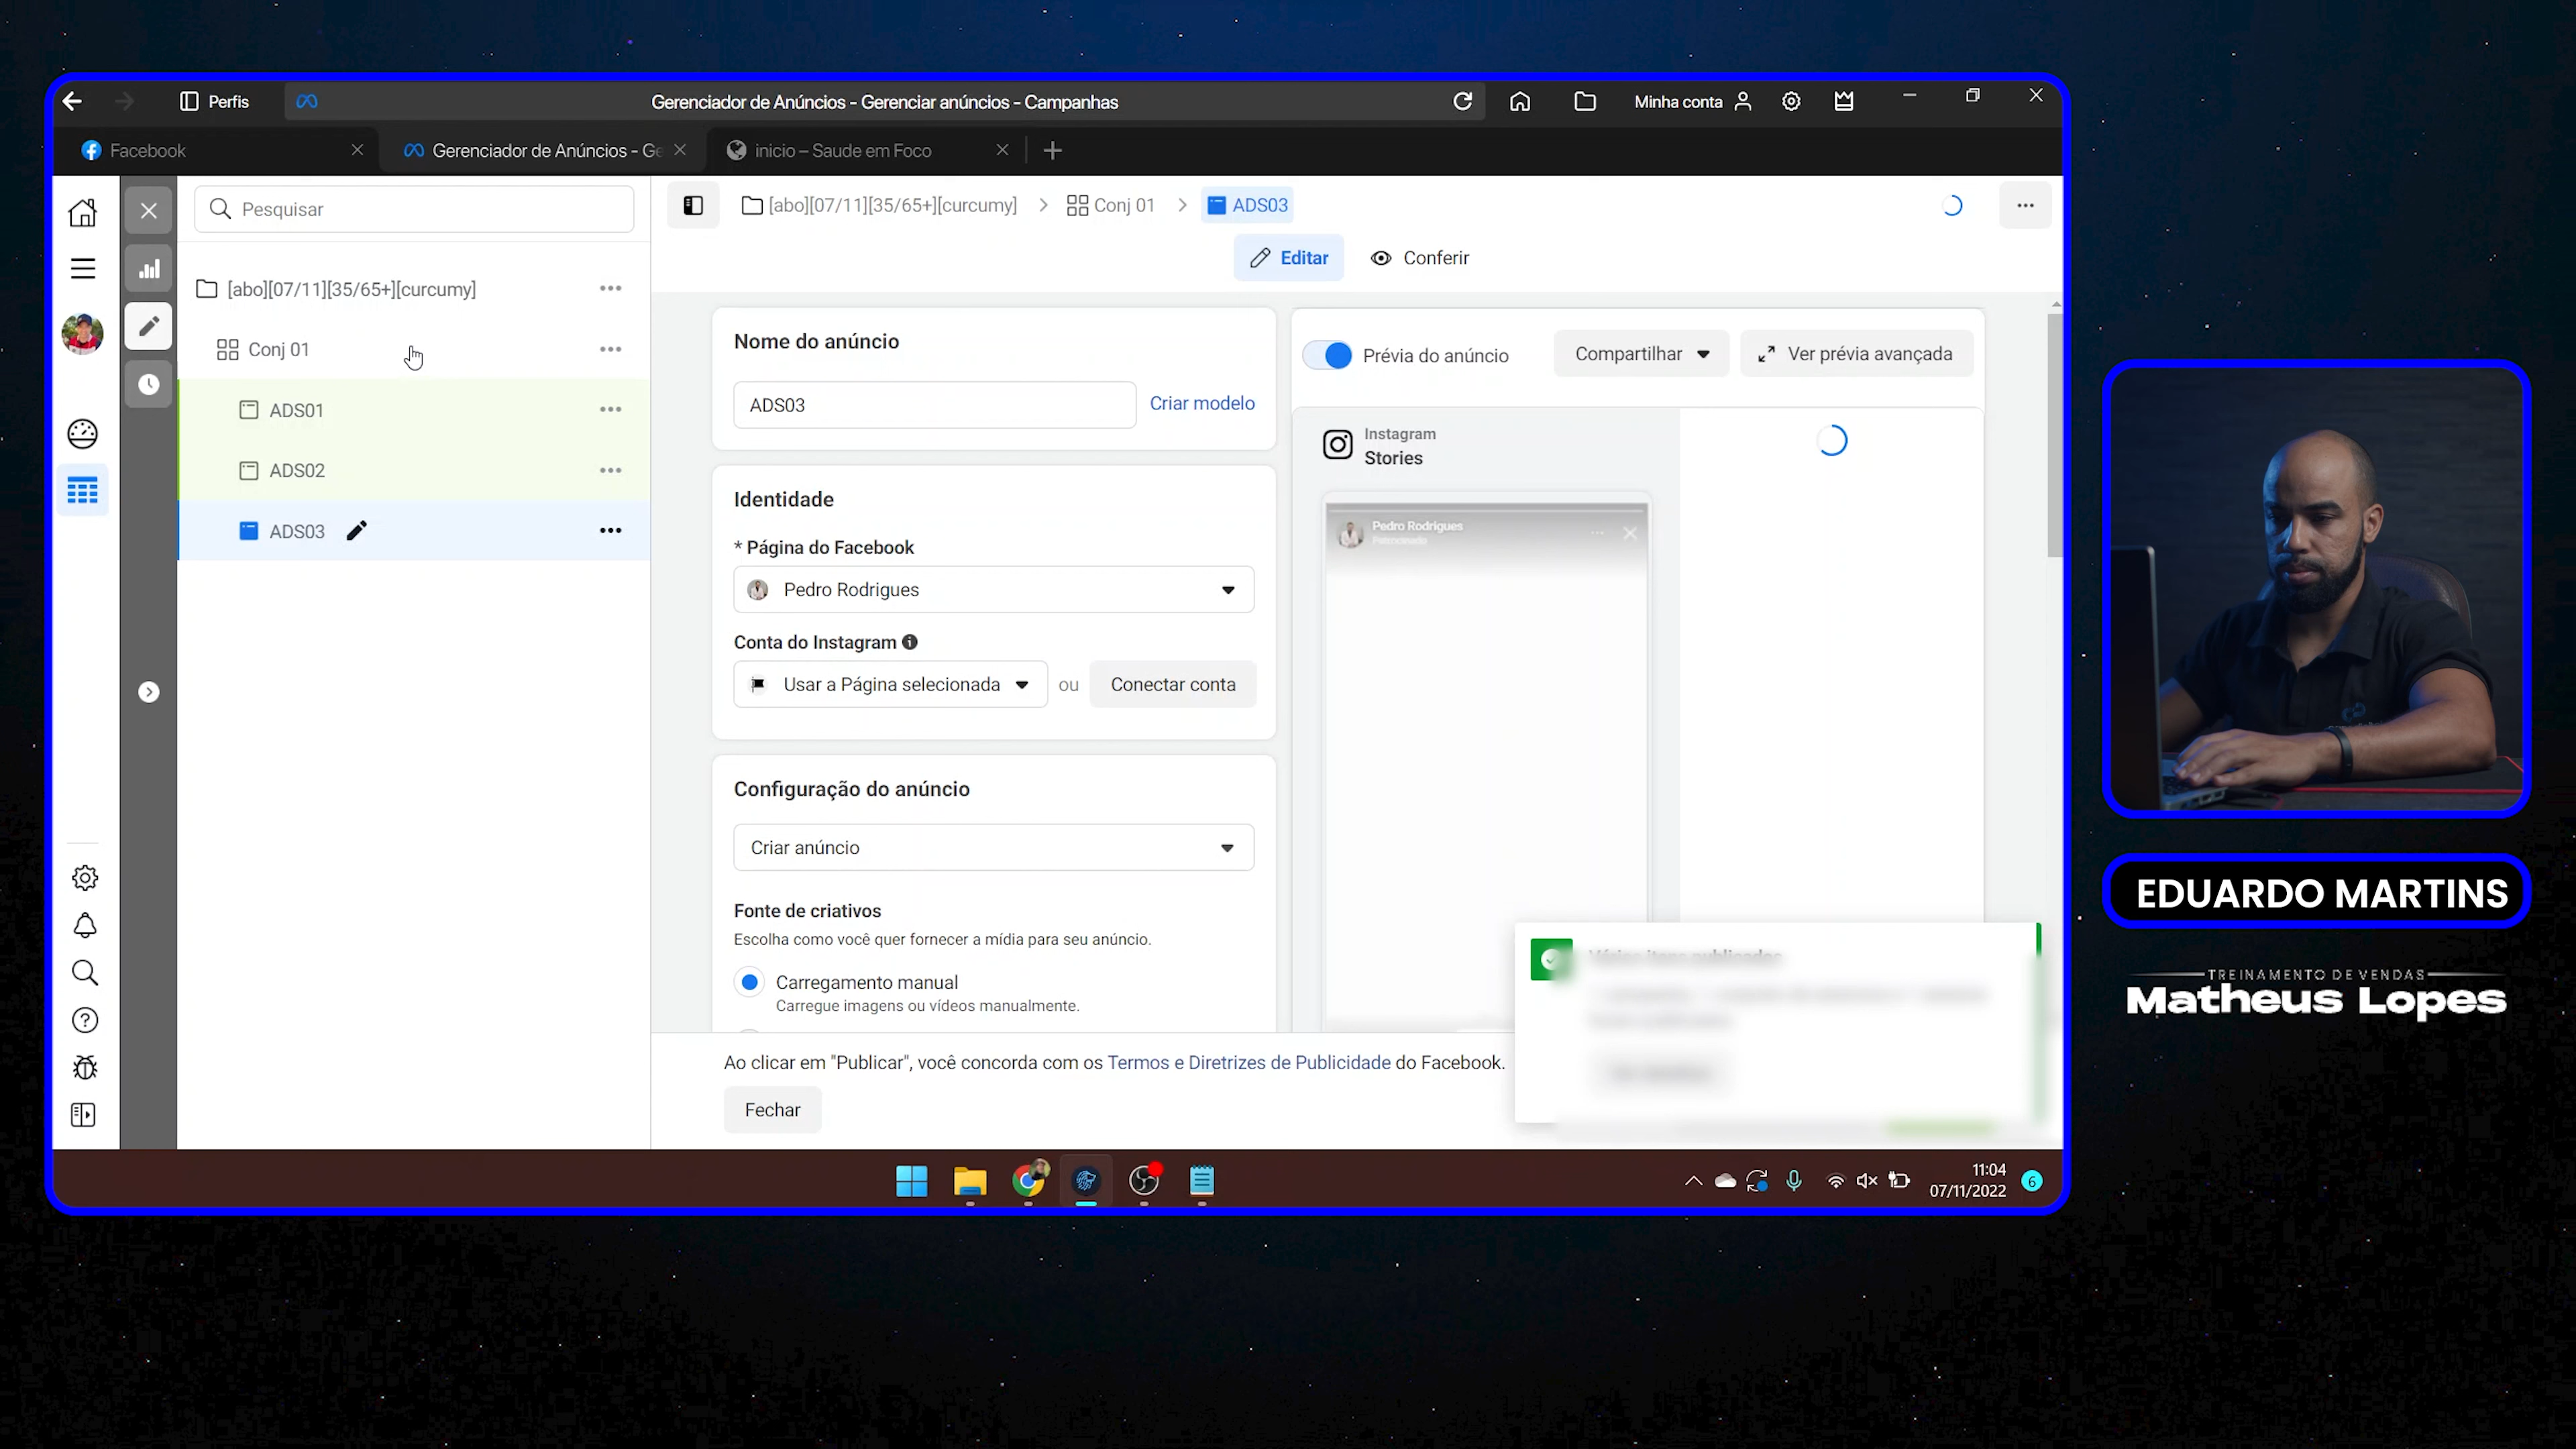 Perfis
Gerenciador de Anúncios - Gerenciar anúncios - Campanhas
Minha conta
Facebook
Gerenciador de Anúncios - Ge
inicio – Saude em Foco
Pesquisar
[abo][07/11][35/65+][curcumy]
Conj 01
ADS03
Editar
Conferir
[abo][07/11][35/65+][curcumy]
Conj 01
ADS01
ADS02
ADS03
Nome do anúncio
ADS03
Criar modelo
Identidade
* Página do Facebook
Pedro Rodrigues
Conta do Instagram
Usar a Página selecionada
ou
Conectar conta
Configuração do anúncio
Criar anúncio
Fonte de criativos
Escolha como você quer fornecer a mídia para seu anúncio.
Carregamento manual
Carregue imagens ou vídeos manualmente.
Prévia do anúncio
Compartilhar
Ver prévia avançada
Instagram
Stories
Pedro Rodrigues
Patrocinado
Ao clicar em "Publicar", você concorda com os Termos e Diretrizes de Publicidade do Facebook.
Fechar
11:04
07/11/2022
6
EDUARDO MARTINS
TREINAMENTO DE VENDAS
Matheus Lopes